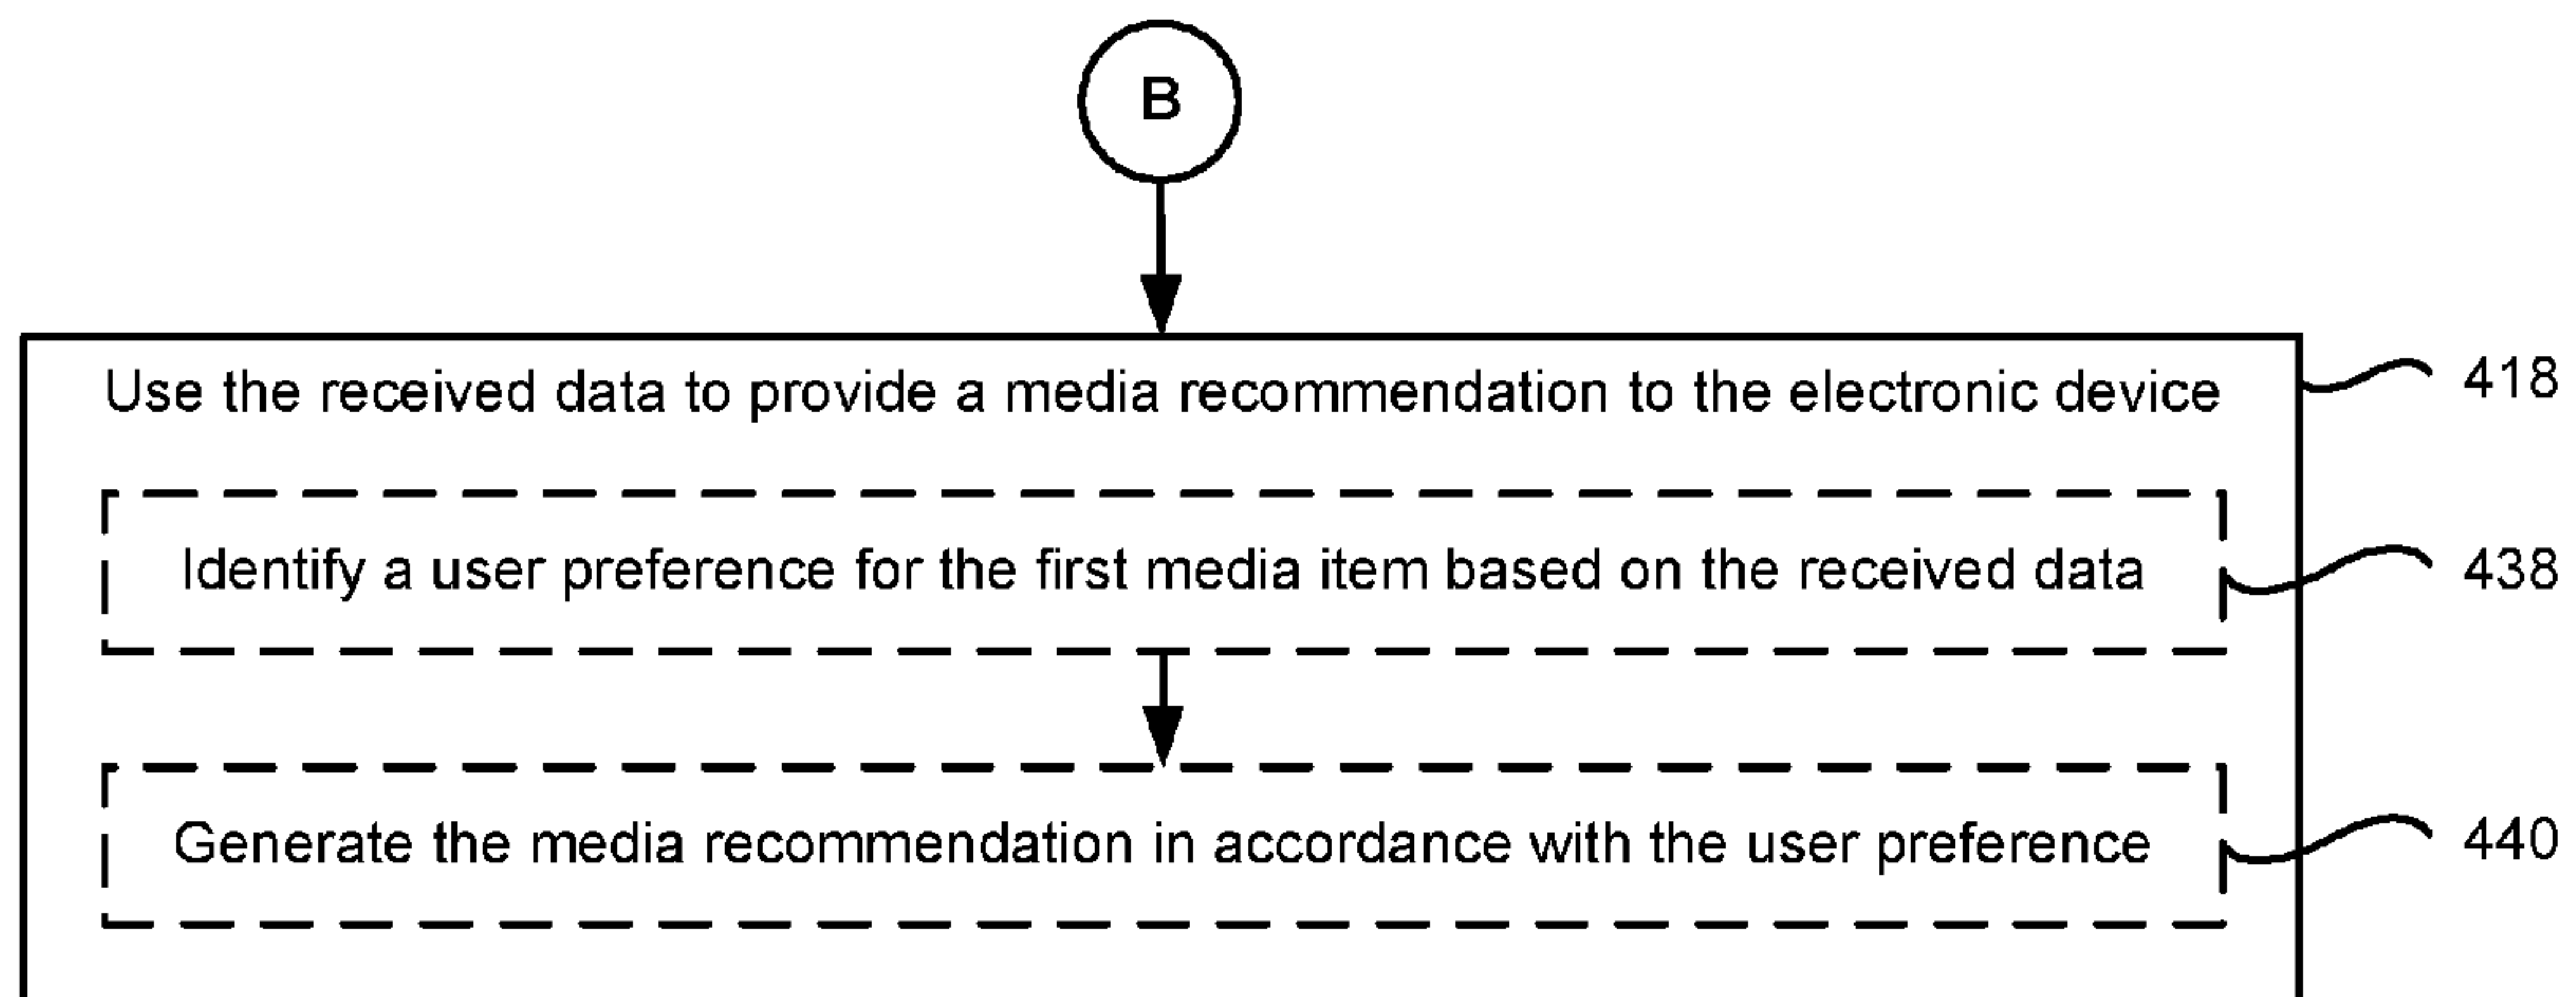 B
Use the received data to provide a media recommendation to the electronic device
418
Identify a user preference for the first media item based on the received data
438
Generate the media recommendation in accordance with the user preference
440